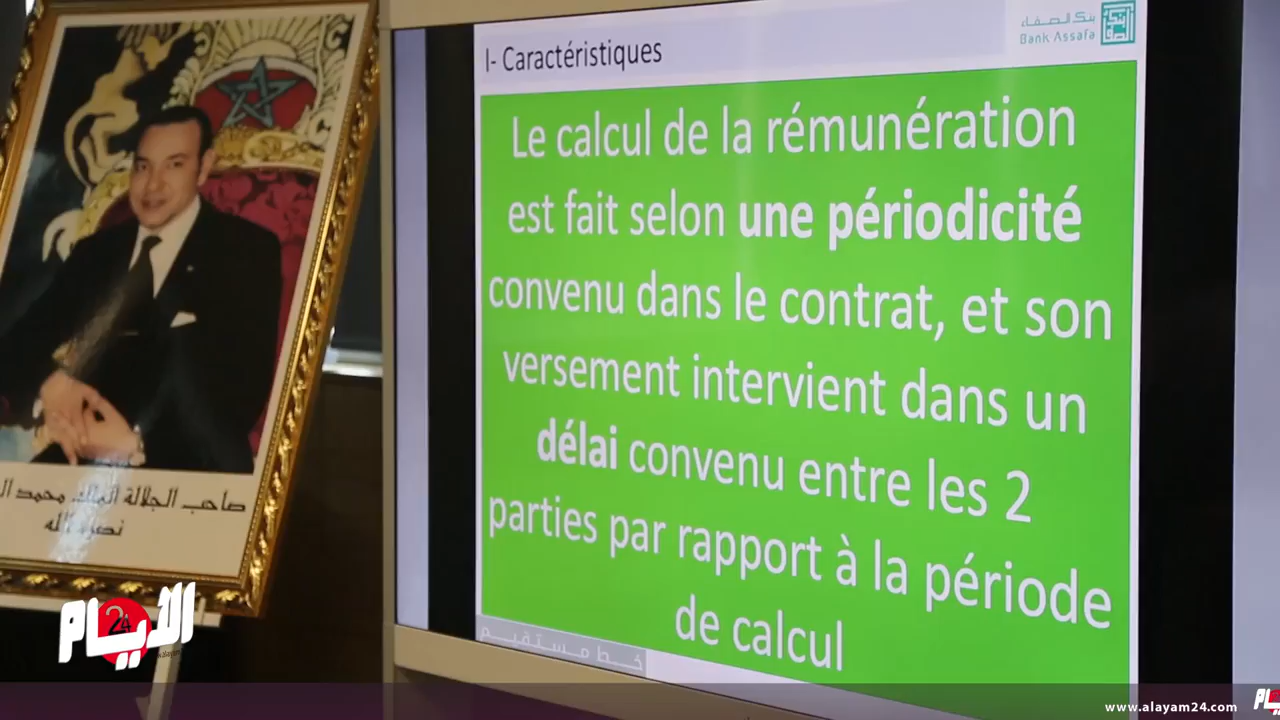 I- Caractéristiques
بنك الصفاء
Bank Assafa
Le calcul de la rémunération
est fait selon une périodicité
convenu dans le contrat, et son
versement intervient dans un
délai convenu entre les 2
parties par rapport à la période
de calcul
خط مستقيم
صاحب الجلالة الملك محمد
نصره الله
الايام
24
www.alayam24.com